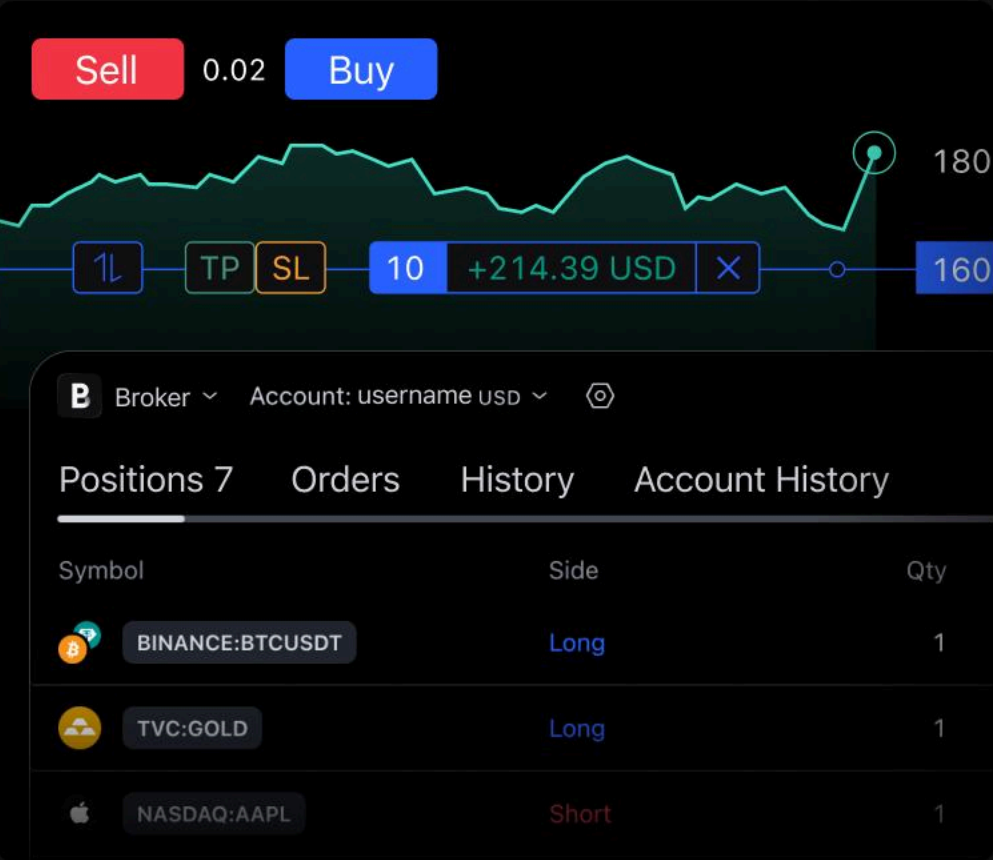 Sell 0.02 Buy
180
TP SL 10 +214.39 USD 160
B Broker Account: username USD
Positions 7 Orders History Account History
Symbol Side Qty
BINANCE:BTCUSDT Long 1
TVC:GOLD Long 1
NASDAQ:AAPL Short 1